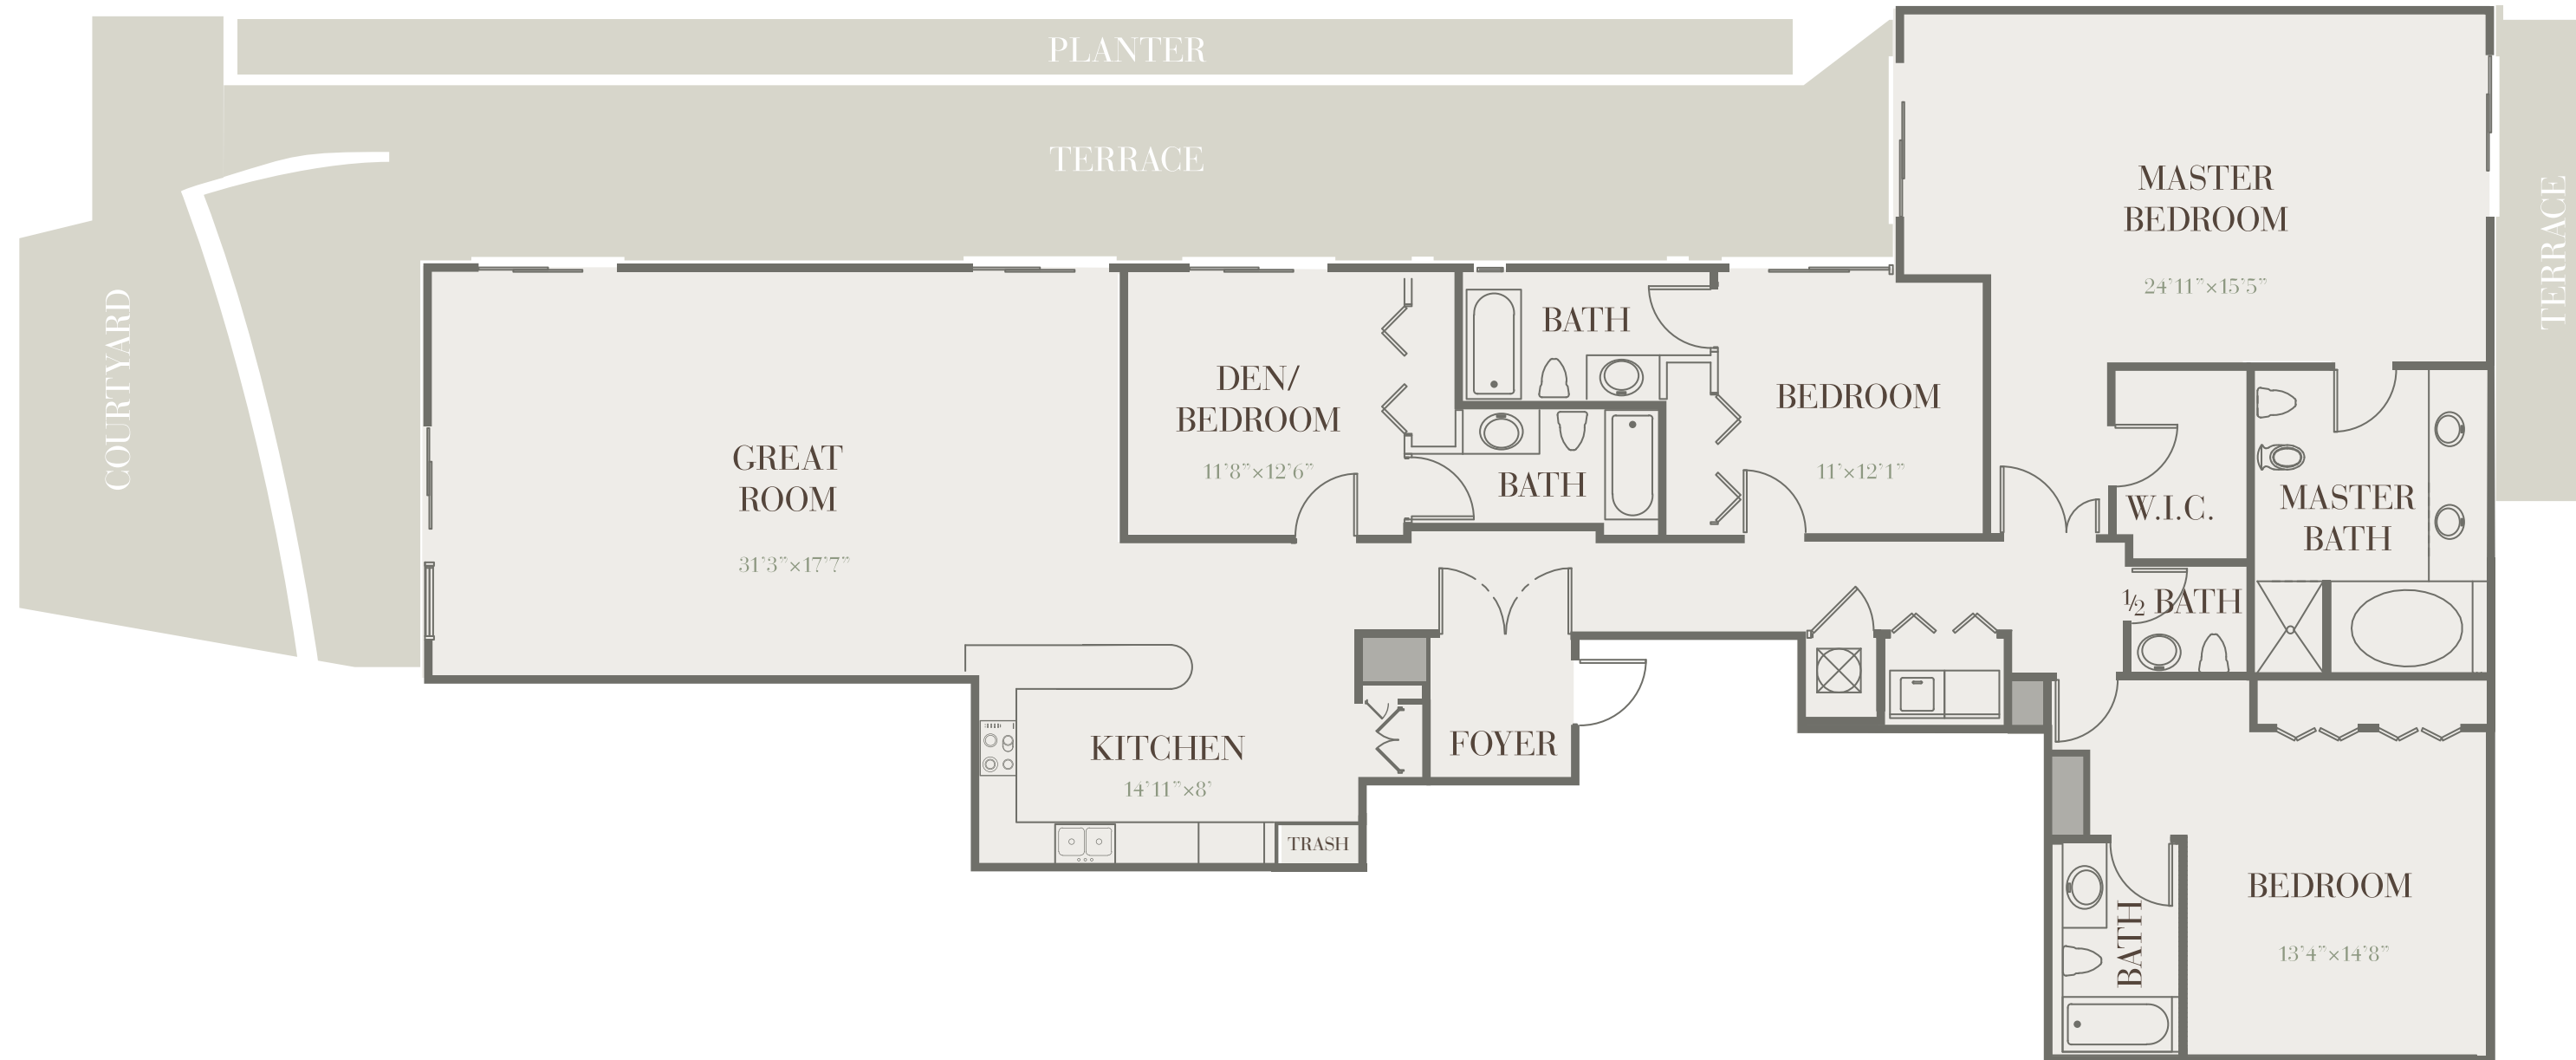 PLANTER
TERRACE
COURTYARD
GREAT
ROOM
31'3"×17'7"
DEN/
BEDROOM
11'8"×12'6"
BATH
BATH
BEDROOM
11'×12'1"
MASTER
BEDROOM
24'11"×15'5"
TERRACE
W.I.C.
MASTER
BATH
½ BATH
KITCHEN
14'11"×8'
TRASH
FOYER
BEDROOM
13'4"×14'8"
BATH